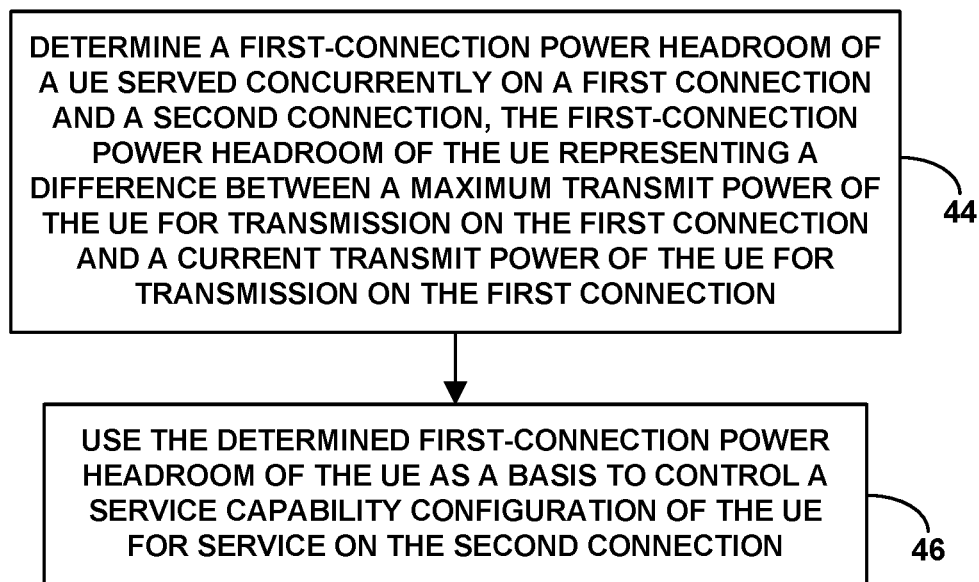 DETERMINE A FIRST-CONNECTION POWER HEADROOM OF
A UE SERVED CONCURRENTLY ON A FIRST CONNECTION
AND A SECOND CONNECTION, THE FIRST-CONNECTION
POWER HEADROOM OF THE UE REPRESENTING A
DIFFERENCE BETWEEN A MAXIMUM TRANSMIT POWER OF
THE UE FOR TRANSMISSION ON THE FIRST CONNECTION
AND A CURRENT TRANSMIT POWER OF THE UE FOR
TRANSMISSION ON THE FIRST CONNECTION
44
USE THE DETERMINED FIRST-CONNECTION POWER
HEADROOM OF THE UE AS A BASIS TO CONTROL A
SERVICE CAPABILITY CONFIGURATION OF THE UE
FOR SERVICE ON THE SECOND CONNECTION
46